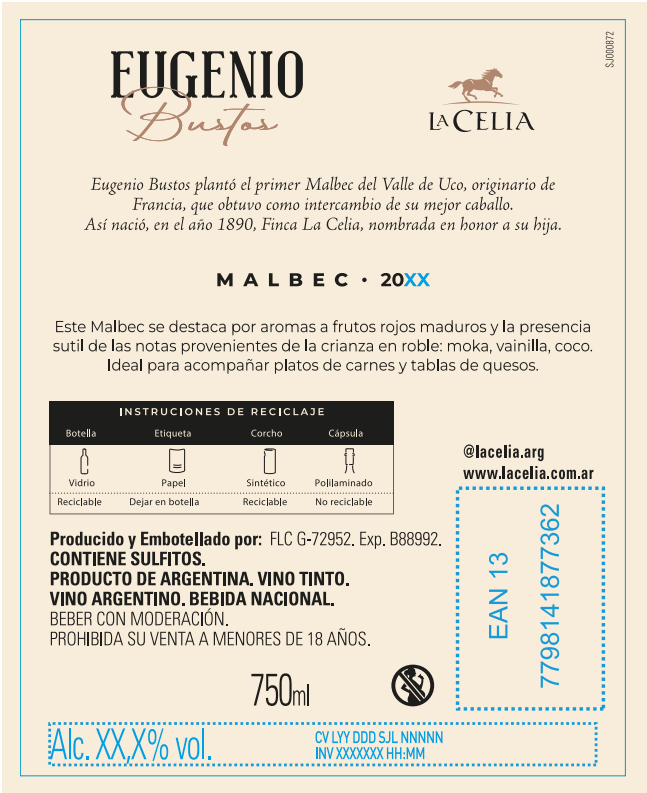 SJ000872
EUGENIO
Bustos
LA CELIA
Eugenio Bustos plantó el primer Malbec del Valle de Uco, originario de
Francia, que obtuvo como intercambio de su mejor caballo.
Así nació, en el año 1890, Finca La Celia, nombrada en honor a su hija.
MALBEC · 20XX
Este Malbec se destaca por aromas a frutos rojos maduros y la presencia
sutil de las notas provenientes de la crianza en roble: moka, vainilla, coco.
Ideal para acompañar platos de carnes y tablas de quesos.
INSTRUCIONES DE RECICLAJE
Botella Etiqueta Corcho Cápsula
Vidrio Papel Sintético Polilaminado
Reciclable Dejar en botella Reciclable No reciclable
@lacelia.arg
www.lacelia.com.ar
Producido y Embotellado por: FLC G-72952. Exp. B88992.
CONTIENE SULFITOS.
PRODUCTO DE ARGENTINA. VINO TINTO.
VINO ARGENTINO. BEBIDA NACIONAL.
BEBER CON MODERACIÓN.
PROHIBIDA SU VENTA A MENORES DE 18 AÑOS.
EAN 13
7798141877362
750ml
Alc. XX,X% vol.
CV LYY DDD SJL NNNNN
INV XXXXXXX HH:MM